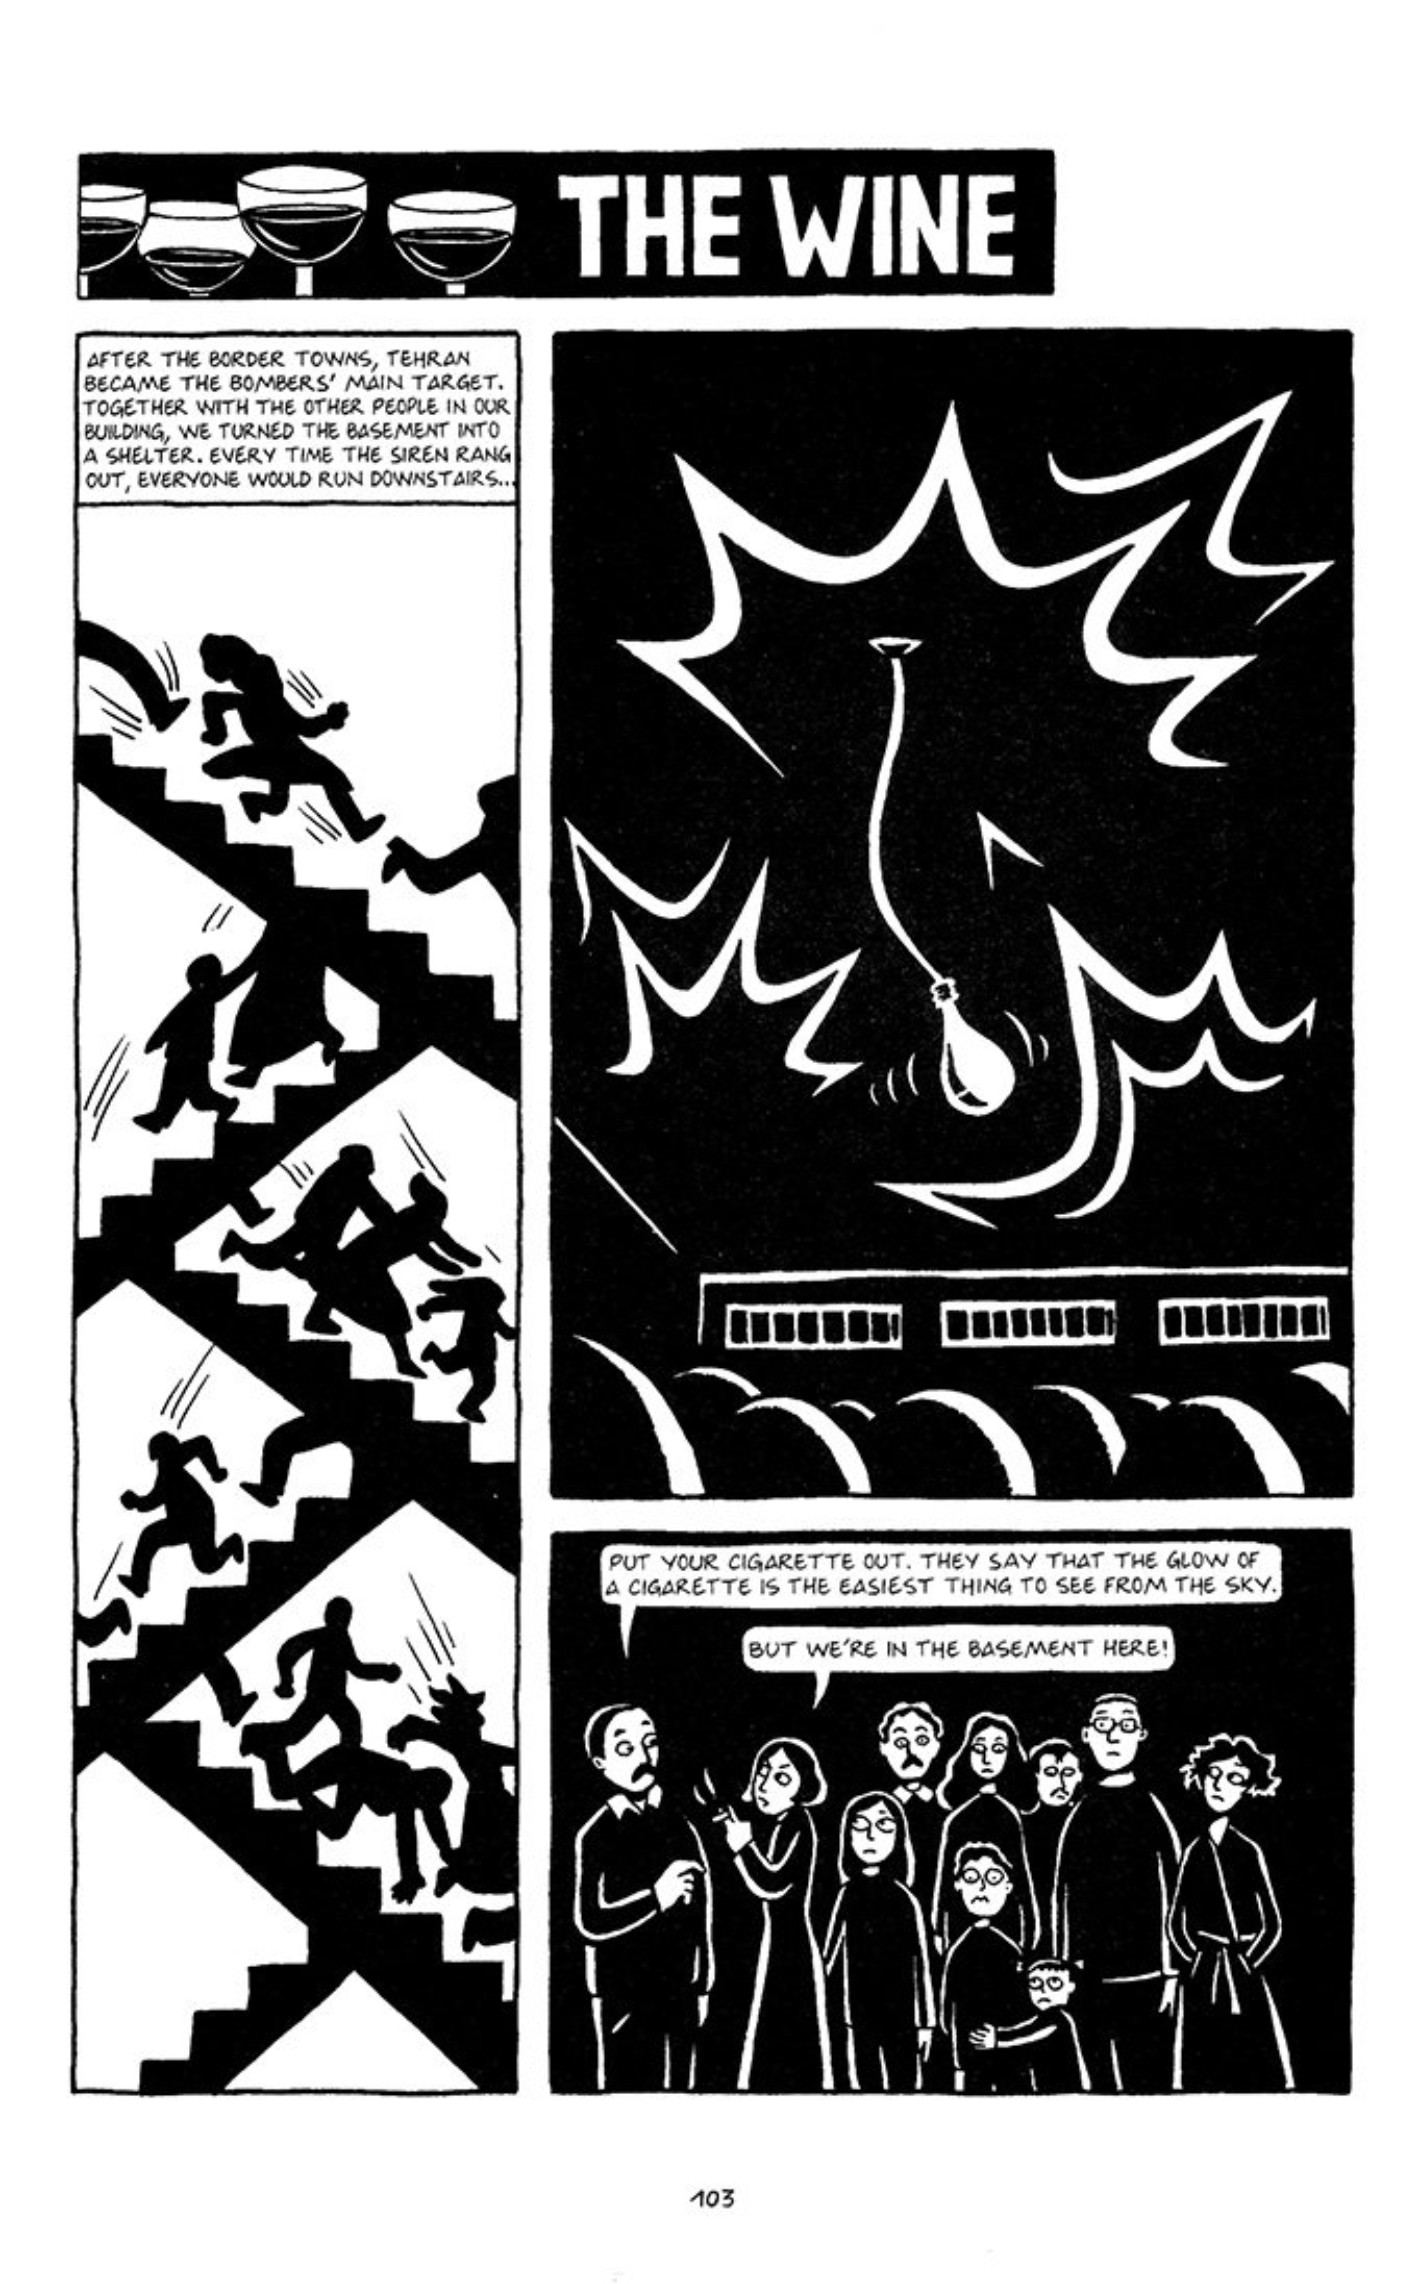 THE WINE
AFTER THE BORDER TOWNS, TEHRAN
BECAME THE BOMBERS' MAIN TARGET.
TOGETHER WITH THE OTHER PEOPLE IN OUR
BUILDING, WE TURNED THE BASEMENT INTO
A SHELTER. EVERY TIME THE SIREN RANG
OUT, EVERYONE WOULD RUN DOWNSTAIRS...
PUT YOUR CIGARETTE OUT. THEY SAY THAT THE GLOW OF
A CIGARETTE IS THE EASIEST THING TO SEE FROM THE SKY.
BUT WE'RE IN THE BASEMENT HERE!
103